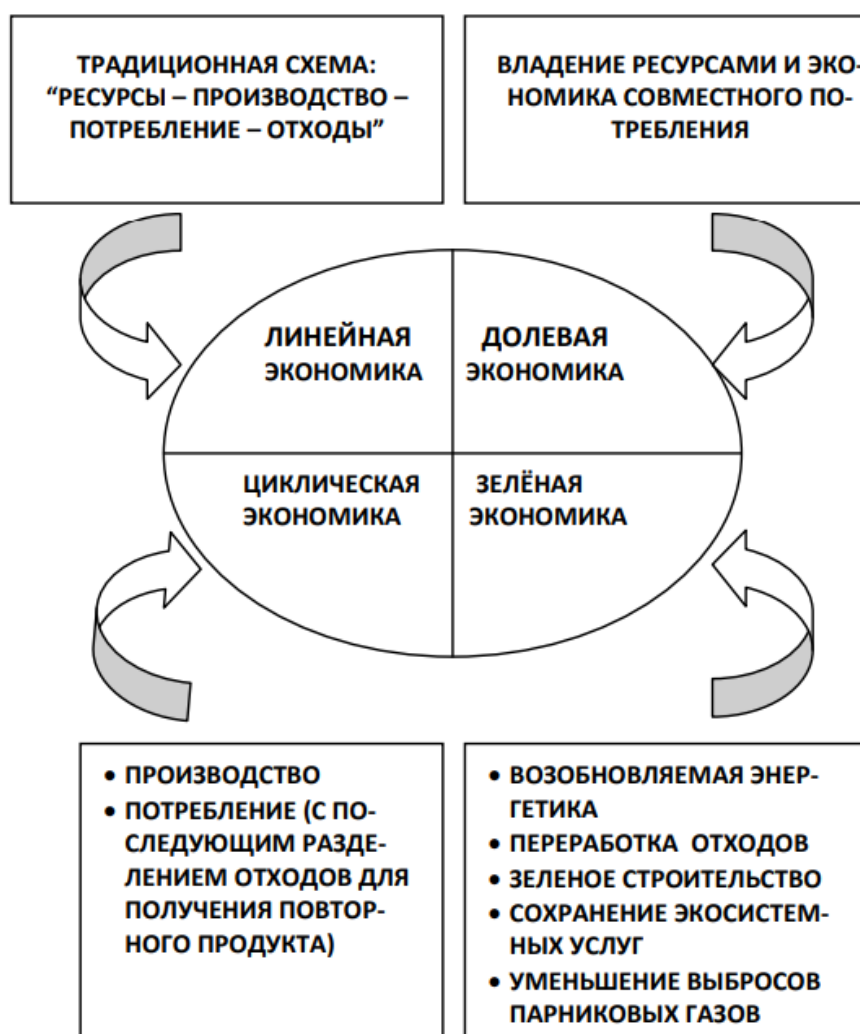 ТРАДИЦИОННАЯ СХЕМА:
“РЕСУРСЫ – ПРОИЗВОДСТВО –
ПОТРЕБЛЕНИЕ – ОТХОДЫ”
ВЛАДЕНИЕ РЕСУРСАМИ И ЭКО-
НОМИКА СОВМЕСТНОГО ПО-
ТРЕБЛЕНИЯ
ЛИНЕЙНАЯ
ЭКОНОМИКА
ДОЛЕВАЯ
ЭКОНОМИКА
ЦИКЛИЧЕСКАЯ
ЭКОНОМИКА
ЗЕЛЁНАЯ
ЭКОНОМИКА
• ПРОИЗВОДСТВО
• ПОТРЕБЛЕНИЕ (С ПО-
СЛЕДУЮЩИМ РАЗДЕ-
ЛЕНИЕМ ОТХОДОВ ДЛЯ
ПОЛУЧЕНИЯ ПОВТОР-
НОГО ПРОДУКТА)
• ВОЗОБНОВЛЯЕМАЯ ЭНЕР-
ГЕТИКА
• ПЕРЕРАБОТКА ОТХОДОВ
• ЗЕЛЕНОЕ СТРОИТЕЛЬСТВО
• СОХРАНЕНИЕ ЭКОСИСТЕМ-
НЫХ УСЛУГ
• УМЕНЬШЕНИЕ ВЫБРОСОВ
ПАРНИКОВЫХ ГАЗОВ